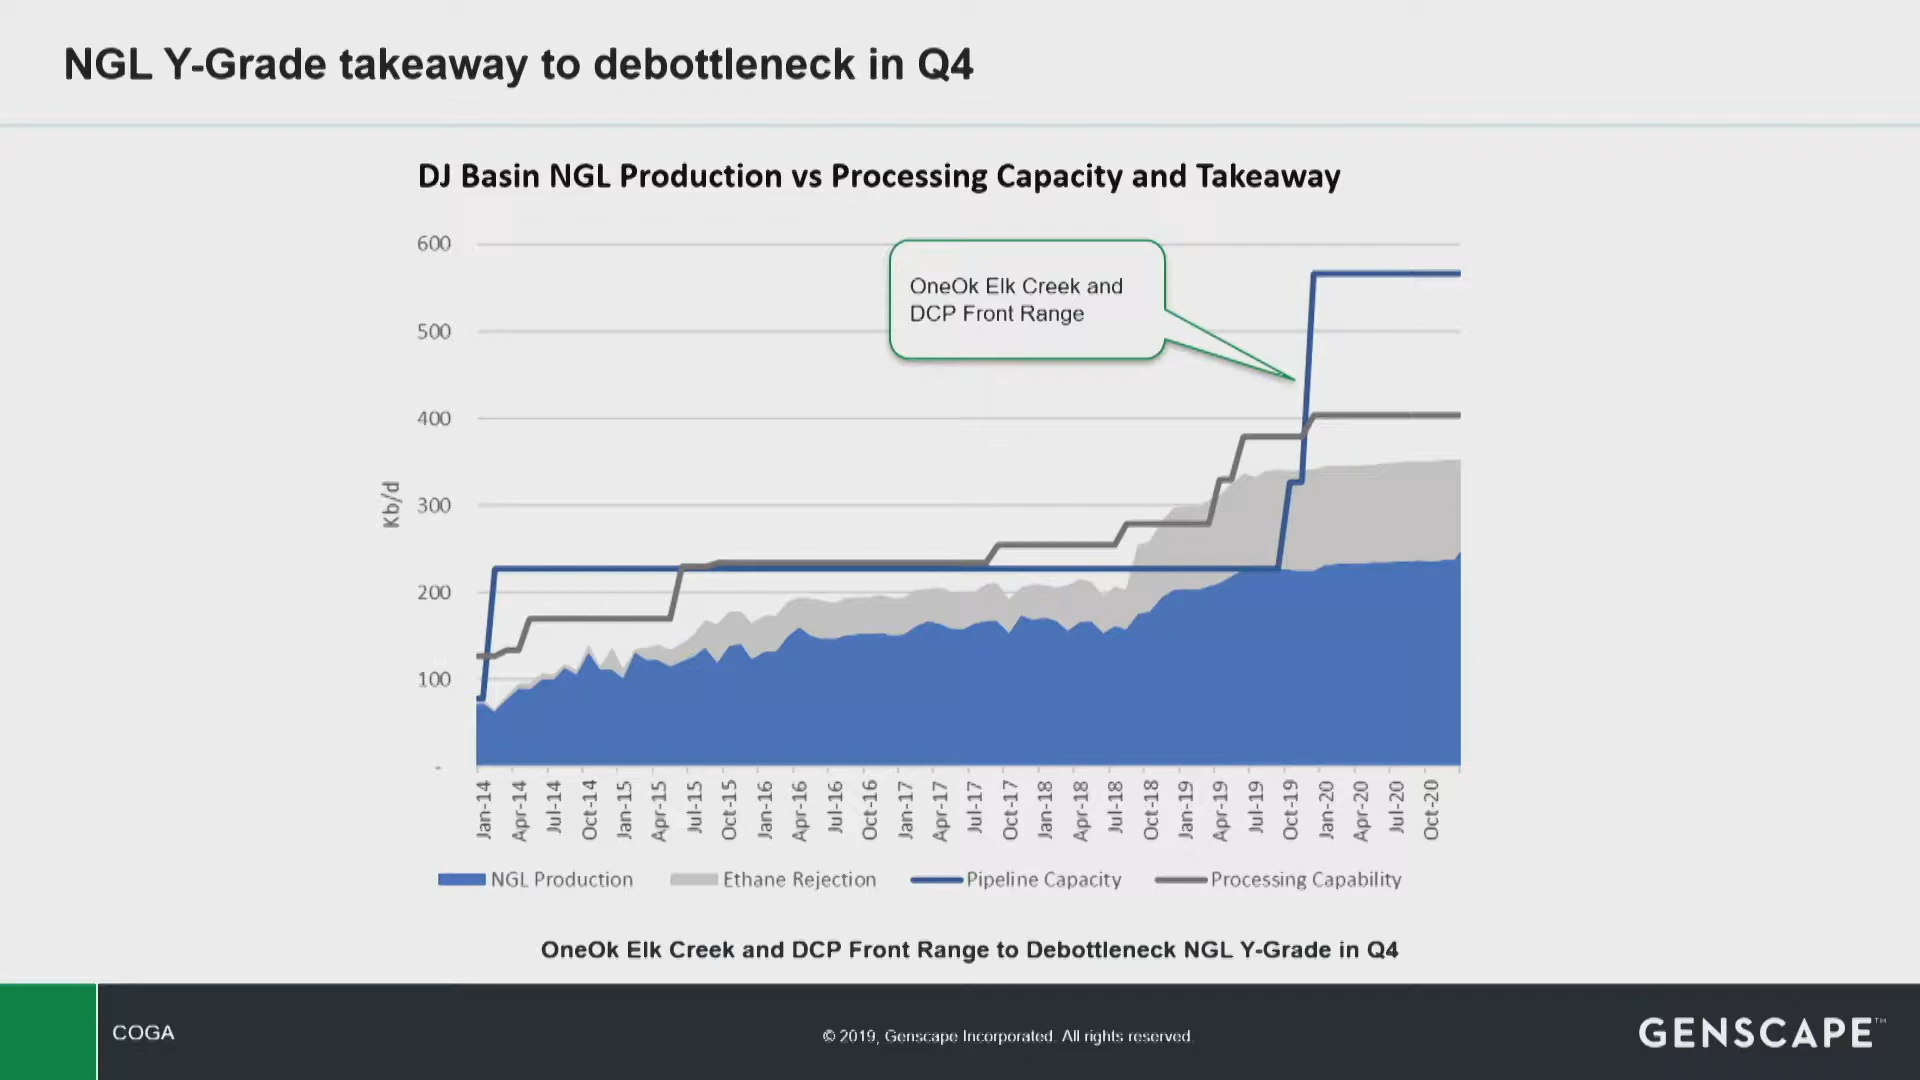 NGL Y-Grade takeaway to debottleneck in Q4
DJ Basin NGL Production vs Processing Capacity and Takeaway
600
500
400
300
200
100
-
Kb/d
OneOk Elk Creek and
DCP Front Range
Jan-14
Apr-14
Jul-14
Oct-14
Jan-15
Apr-15
Jul-15
Oct-15
Jan-16
Apr-16
Jul-16
Oct-16
Jan-17
Apr-17
Jul-17
Oct-17
Jan-18
Apr-18
Jul-18
Oct-18
Jan-19
Apr-19
Jul-19
Oct-19
Jan-20
Apr-20
Jul-20
Oct-20
NGL Production
Ethane Rejection
Pipeline Capacity
Processing Capability
OneOk Elk Creek and DCP Front Range to Debottleneck NGL Y-Grade in Q4
COGA
© 2019, Genscape Incorporated. All rights reserved.
GENSCAPE™